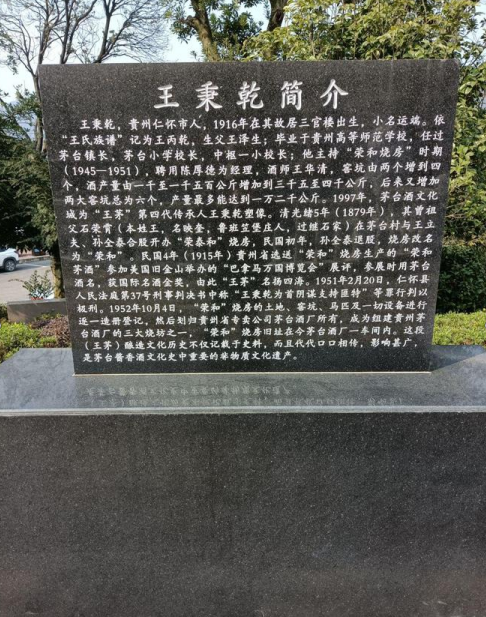 王秉乾简介
王秉乾，贵州仁怀市人，1916年在其故居三官楼出生，小名运端。依
“王氏族谱”记为王丙乾，生父王泽生，毕业于贵州高等师范学校，任过
茅台镇长，茅台小学校长，中枢一小校长；他主持“荣和烧房”时期
（1945—1951），聘用陈厚德为经理，酒师王华清，窖坑由两个增到四
个，酒产量由一千至一千五百公斤增加到三千五至四千公斤，后来又增加
两大窖坑总为六个，产量最多能达到一万二千公斤。1997年，茅台酒文化
城为“王茅”第四代传承人王秉乾塑像。清光绪5年（1879年），其曾祖
父石荣霄（本姓王，名映奎，鲁班笠堡庄人，过继石家）在茅台村与王立
夫、孙全泰合股开办“荣泰和”烧房，民国初年，孙全泰退股，烧房改名
为“荣和”。民国4年（1915年）贵州省选送“荣和”烧房生产的“荣和
茅酒”参加美国旧金山举办的“巴拿马万国博览会”展评，参展时用茅台
酒名，获国际名酒金奖，由此“王茅”名扬四海。1951年2月20日，仁怀县
人民法庭第37号刑事判决书中称“王秉乾为首阴谋支持匪特”等罪行判以
极刑。1952年10月4日，“荣和”烧房的土地、窖坑、马匹及一切设备进行
逐一造册登记，然后划归贵州省专卖公司茅台酒厂所有，成为组建贵州茅
台酒厂的三大烧坊之一，“荣和”烧房旧址在今茅台酒厂一车间内。这段
（王茅）酿造文化历史不仅记载于史料，而且代代口口相传，影响甚广，
是茅台酱香酒文化史中重要的非物质文化遗产。